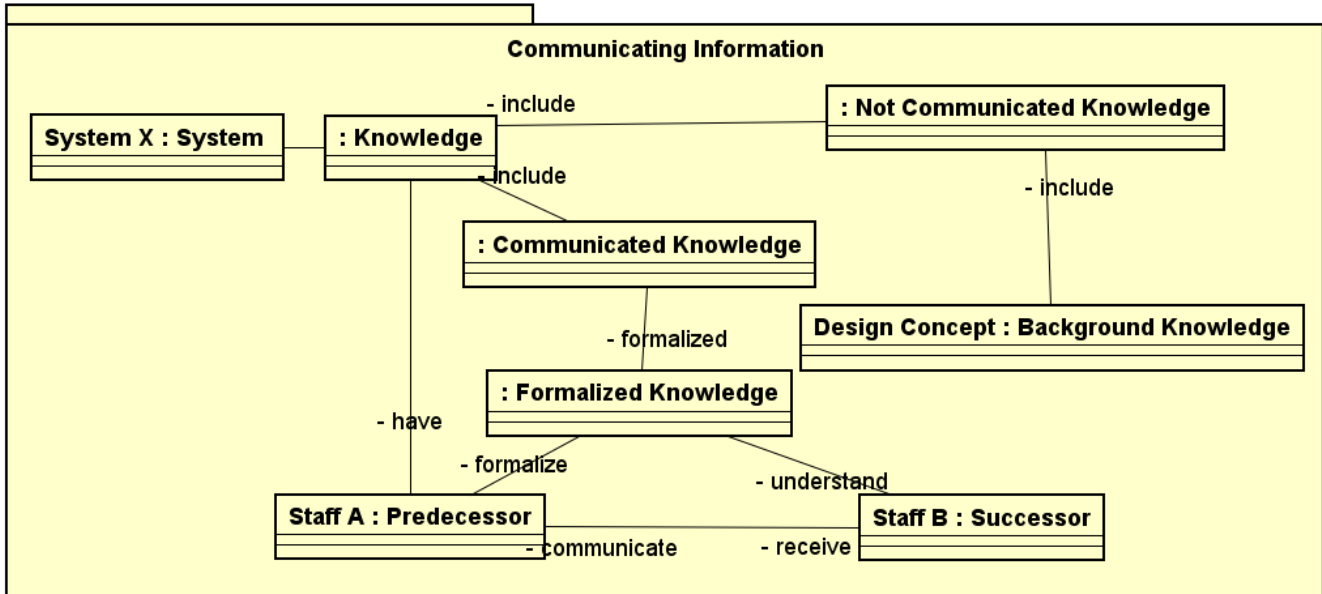 Communicating Information
- include
: Not Communicated Knowledge
System X : System
: Knowledge
- include
- include
: Communicated Knowledge
Design Concept : Background Knowledge
- formalized
: Formalized Knowledge
- have
- formalize
- understand
Staff A : Predecessor
Staff B : Successor
- communicate
- receive